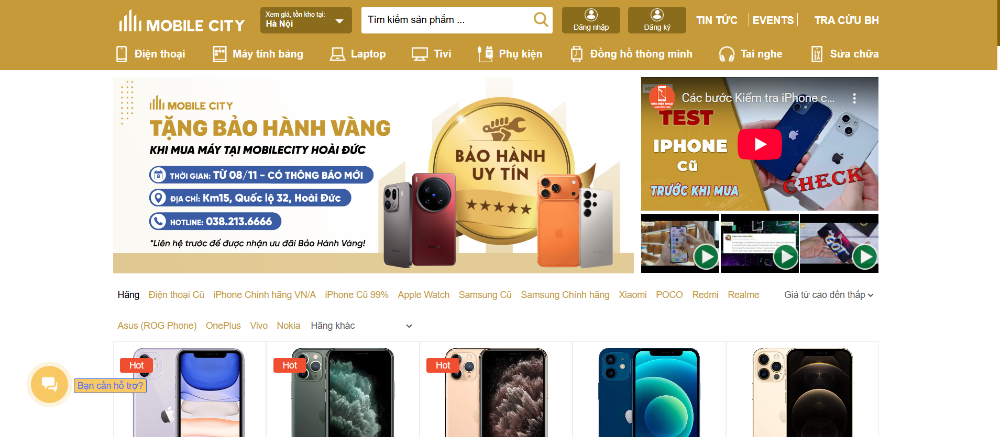 MOBILE CITY
Xem giá, tồn kho tại:
Hà Nội
Tìm kiếm sản phẩm ...
Đăng nhập
Đăng ký
TIN TỨC
EVENTS
TRA CỨU BH
Điện thoại
Máy tính bảng
Laptop
Tivi
Phụ kiện
Đồng hồ thông minh
Tai nghe
Sửa chữa
MOBILE CITY
TẶNG BẢO HÀNH VÀNG
KHI MUA MÁY TẠI MOBILECITY HOÀI ĐỨC
8
THỜI GIAN: TỪ 08/11 - CÓ THÔNG BÁO MỚI
ĐỊA CHỈ: Km15, Quốc lộ 32, Hoài Đức
HOTLINE: 038.213.6666
*Liên hệ trước để được nhận ưu đãi Bảo Hành Vàng!
BẢO HÀNH
UY TÍN
VIVO
Các bước Kiểm tra iPhone c...
SỬA ĐIỆN THOẠI
TEST
IPHONE
Cũ
TRƯỚC KHI MUA
CHECK
Hãng
Điện thoại Cũ
iPhone Chính hãng VN/A
iPhone Cũ 99%
Apple Watch
Samsung Cũ
Samsung Chính hãng
Xiaomi
POCO
Redmi
Realme
Giá từ cao đến thấp
Asus (ROG Phone)
OnePlus
Vivo
Nokia
Hãng khác
Hot
Hot
Hot
Bạn cần hỗ trợ?